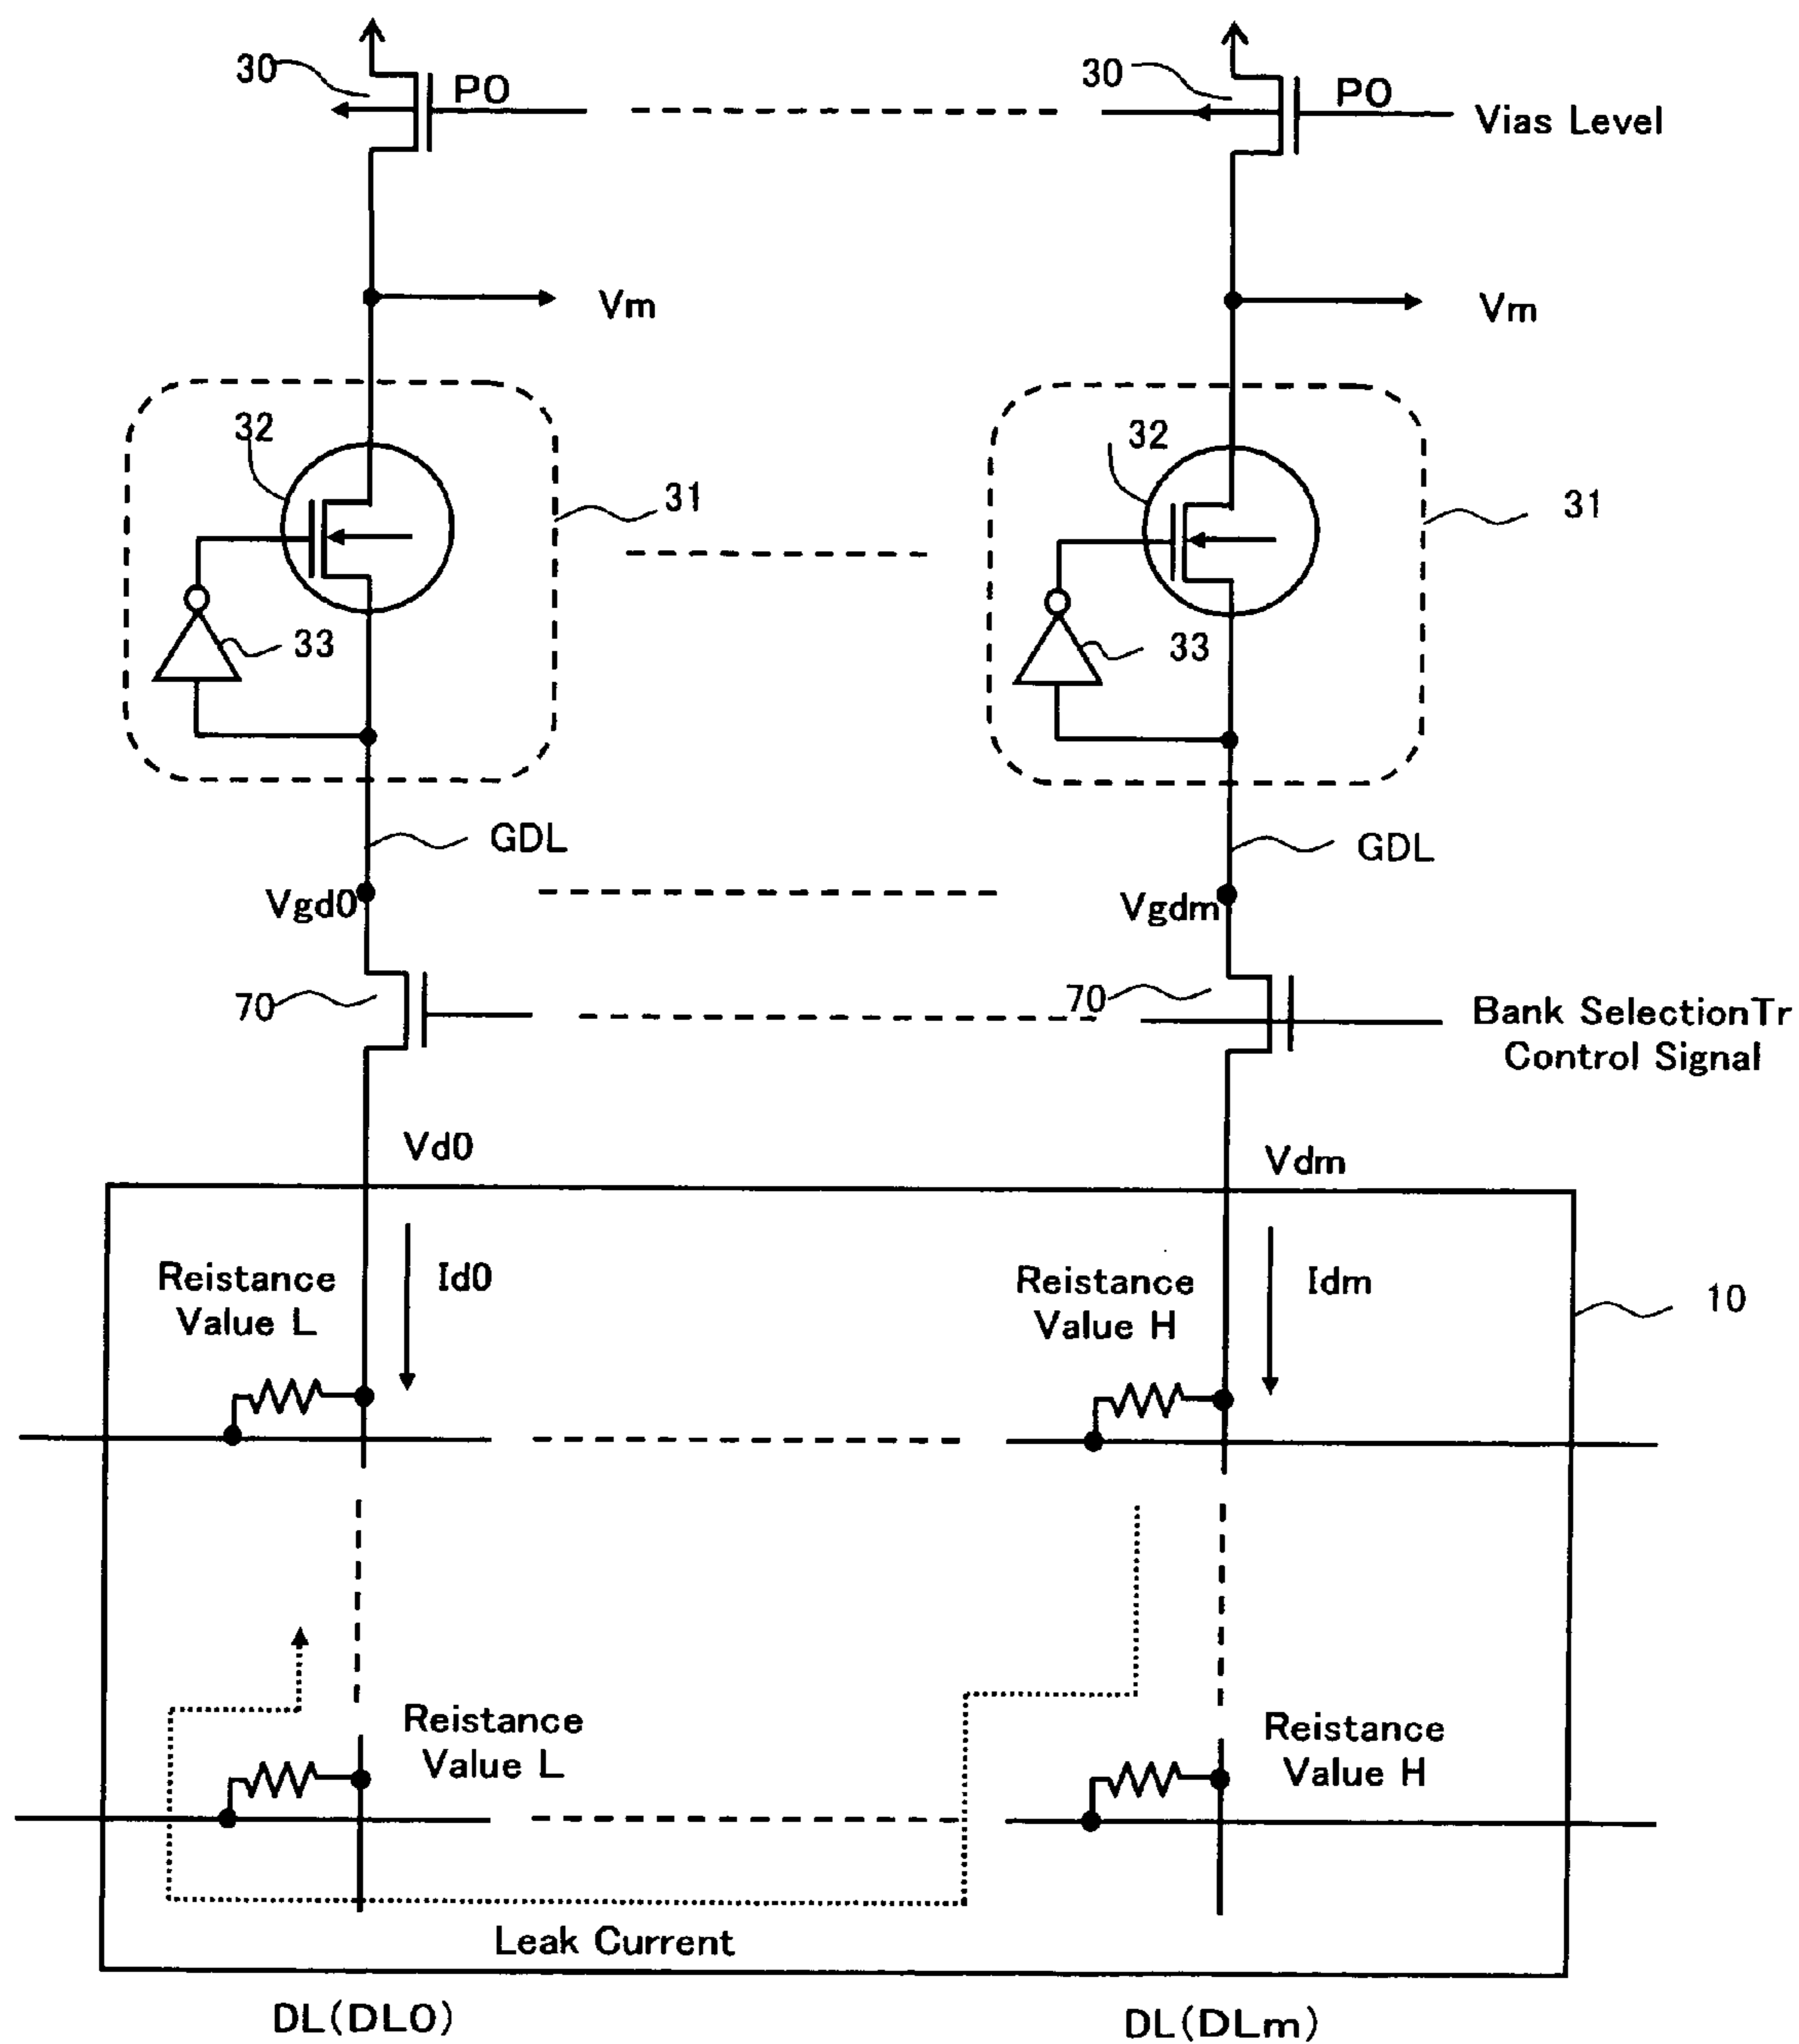 30
P0
30
P0
Vias Level
Vm
Vm
32
31
33
32
31
33
GDL
GDL
Vgd0
Vgdm
70
70
Bank SelectionTr
Control Signal
Vd0
Vdm
Reistance
Value L
Id0
Reistance
Value H
Idm
10
Reistance
Value L
Reistance
Value H
Leak Current
DL(DL0)
DL(DLm)